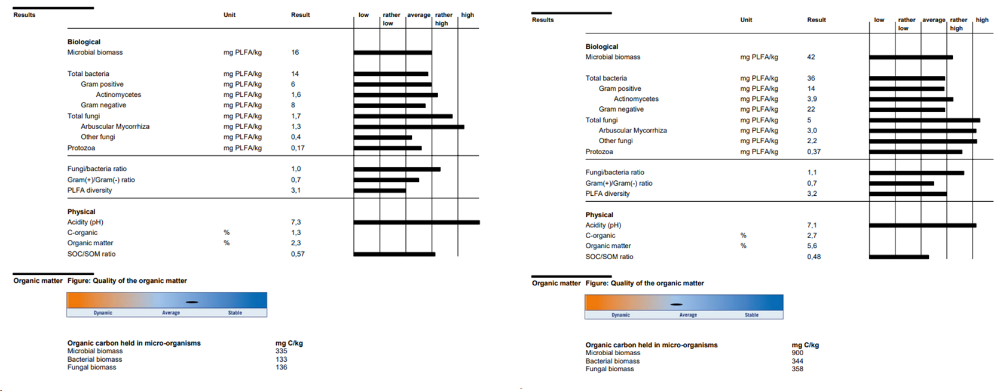 Results Unit Result low rather low average rather high high
Biological
Microbial biomass mg PLFA/kg 16
Total bacteria mg PLFA/kg 14
Gram positive mg PLFA/kg 6
Actinomycetes mg PLFA/kg 1,6
Gram negative mg PLFA/kg 8
Total fungi mg PLFA/kg 1,7
Arbuscular Mycorrhiza mg PLFA/kg 1,3
Other fungi mg PLFA/kg 0,4
Protozoa mg PLFA/kg 0,17
Fungi/bacteria ratio 1,0
Gram(+)/Gram(-) ratio 0,7
PLFA diversity 3,1
Physical
Acidity (pH) 7,3
C-organic % 1,3
Organic matter % 2,3
SOC/SOM ratio 0,57
Organic matter Figure: Quality of the organic matter
Dynamic Average Stable
Organic carbon held in micro-organisms mg C/kg
Microbial biomass 335
Bacterial biomass 133
Fungal biomass 136
Results Unit Result low rather low average rather high high
Biological
Microbial biomass mg PLFA/kg 42
Total bacteria mg PLFA/kg 36
Gram positive mg PLFA/kg 14
Actinomycetes mg PLFA/kg 3,9
Gram negative mg PLFA/kg 22
Total fungi mg PLFA/kg 5
Arbuscular Mycorrhiza mg PLFA/kg 3,0
Other fungi mg PLFA/kg 2,2
Protozoa mg PLFA/kg 0,37
Fungi/bacteria ratio 1,1
Gram(+)/Gram(-) ratio 0,7
PLFA diversity 3,2
Physical
Acidity (pH) 7,1
C-organic % 2,7
Organic matter % 5,6
SOC/SOM ratio 0,48
Organic matter Figure: Quality of the organic matter
Dynamic Average Stable
Organic carbon held in micro-organisms mg C/kg
Microbial biomass 900
Bacterial biomass 344
Fungal biomass 358